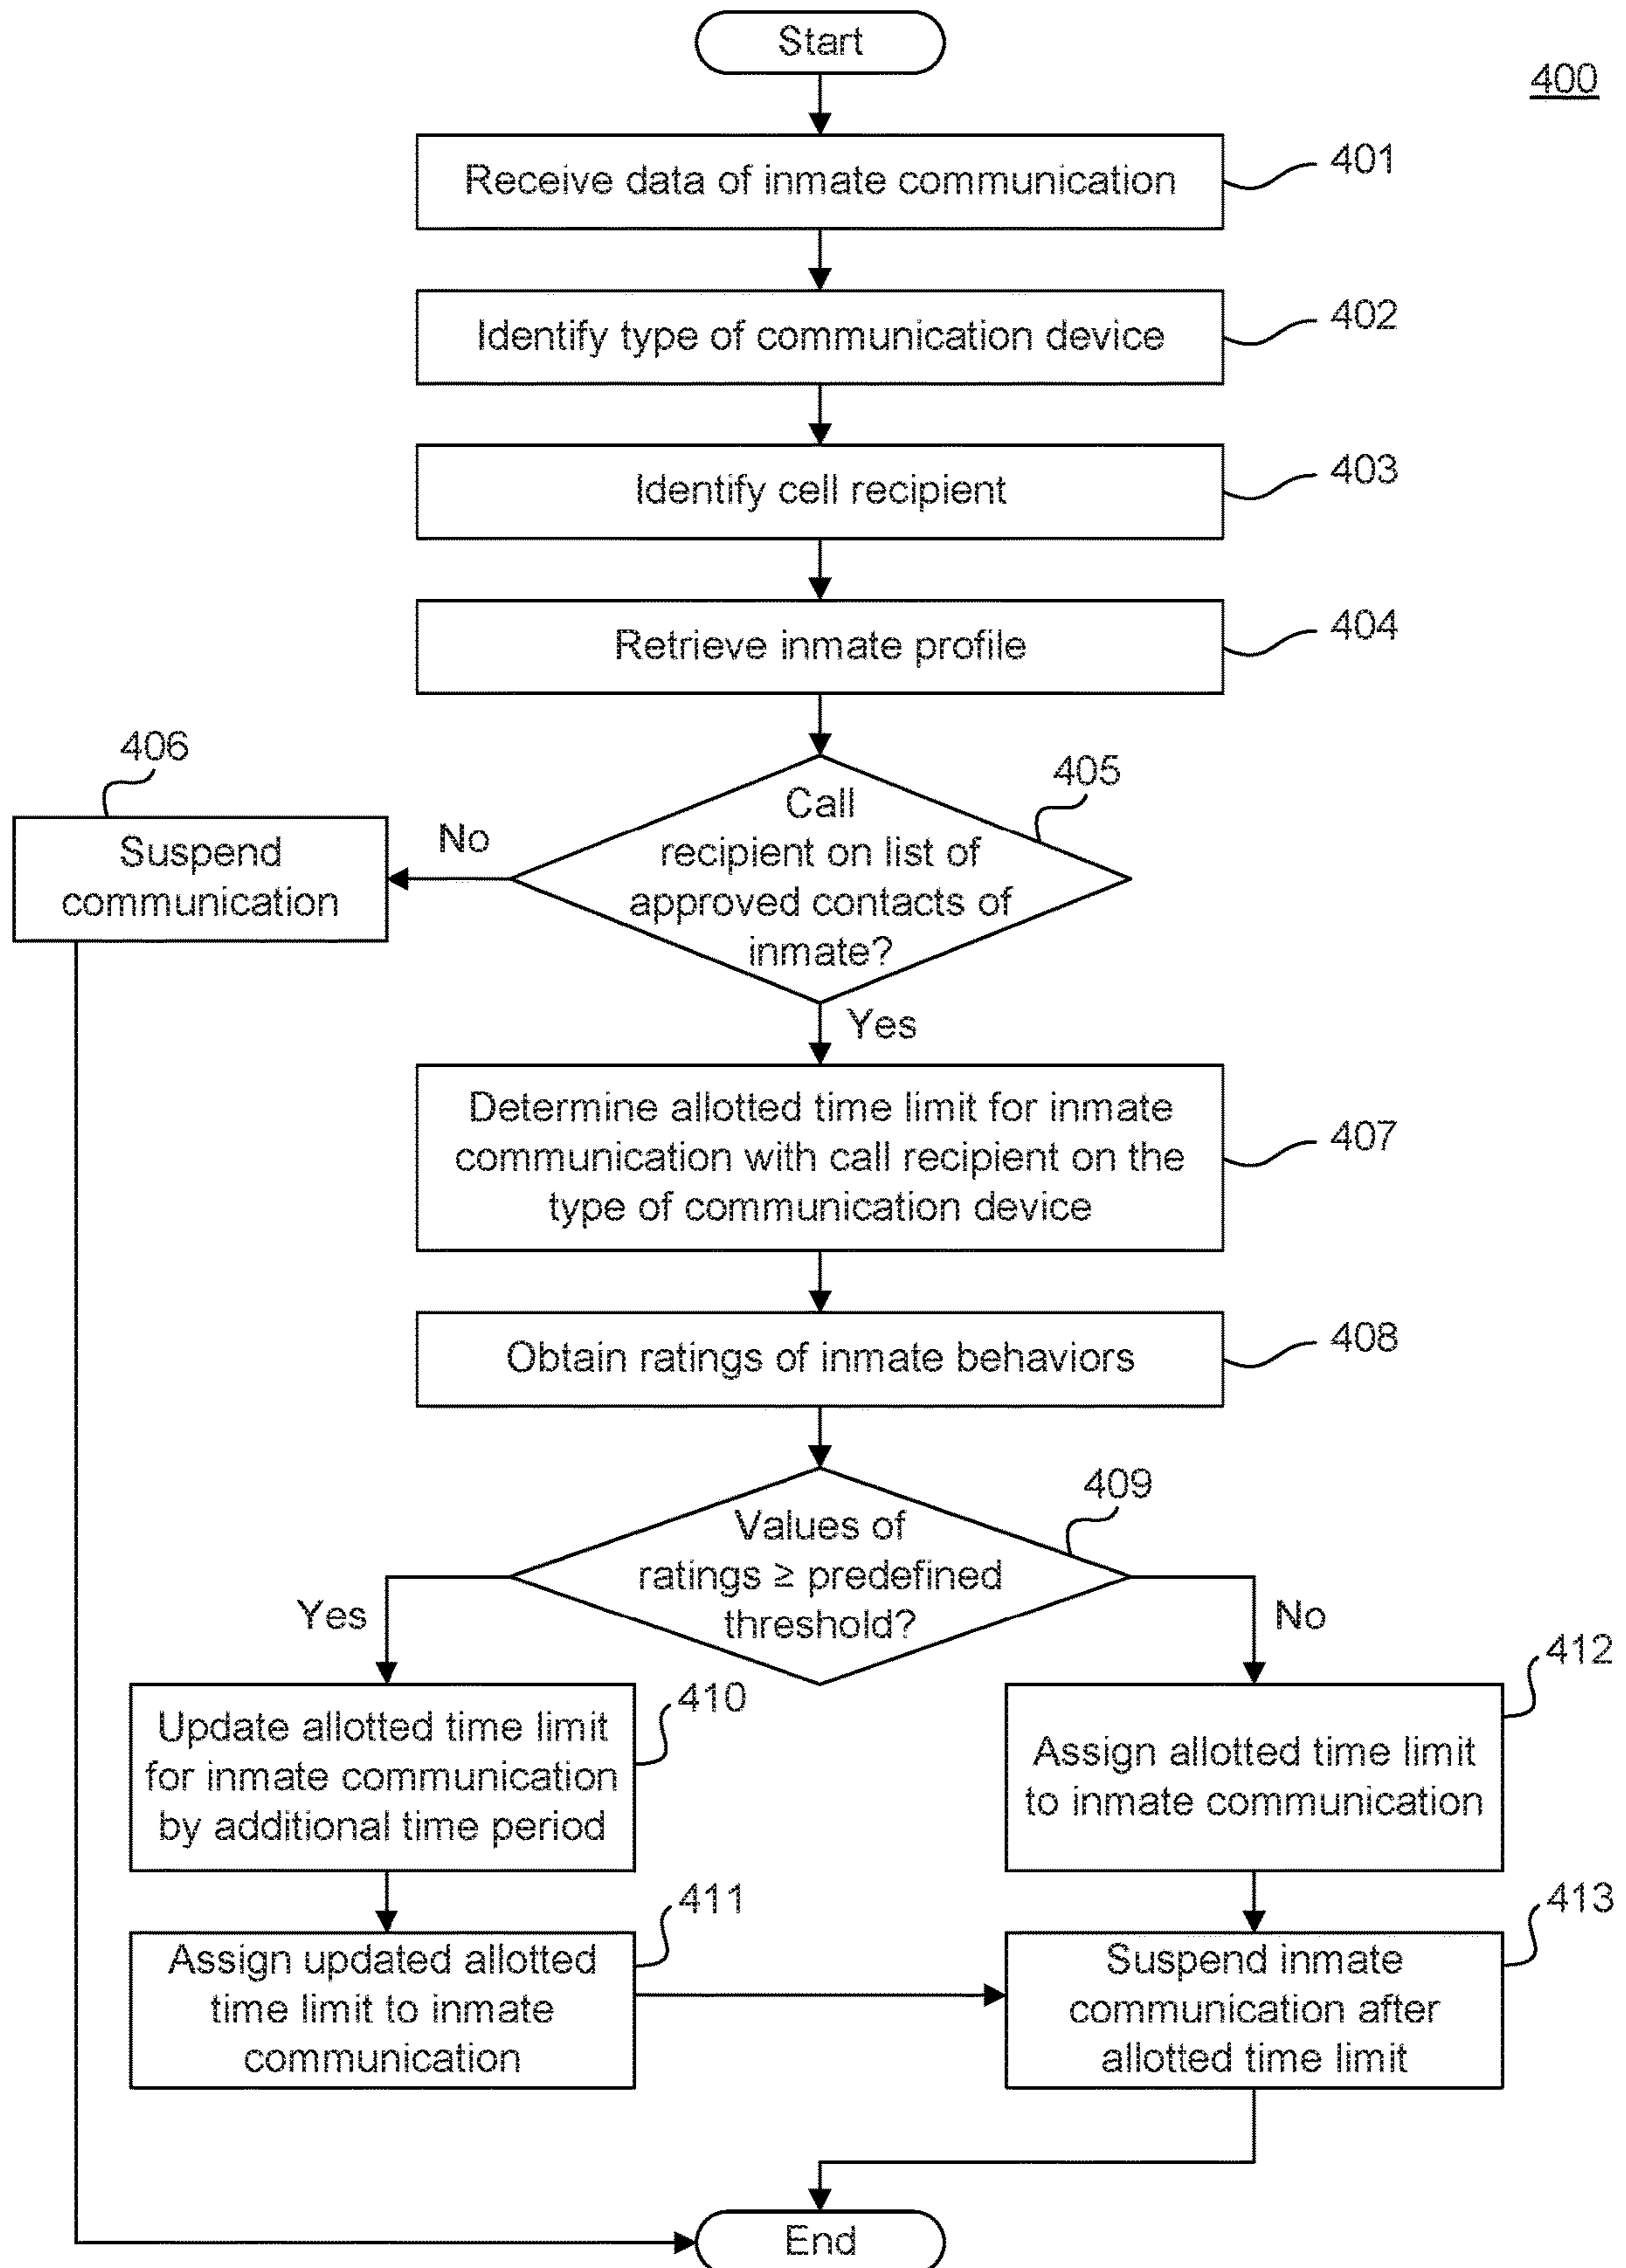 Start
400
Receive data of inmate communication
401
Identify type of communication device
402
Identify cell recipient
403
Retrieve inmate profile
404
406
Suspend
communication
No
405
Call
recipient on list of
approved contacts of
inmate?
Yes
Determine allotted time limit for inmate
communication with call recipient on the
type of communication device
407
Obtain ratings of inmate behaviors
408
409
Values of
ratings ≥ predefined
threshold?
Yes
No
410
Update allotted time limit
for inmate communication
by additional time period
412
Assign allotted time limit
to inmate communication
411
Assign updated allotted
time limit to inmate
communication
413
Suspend inmate
communication after
allotted time limit
End